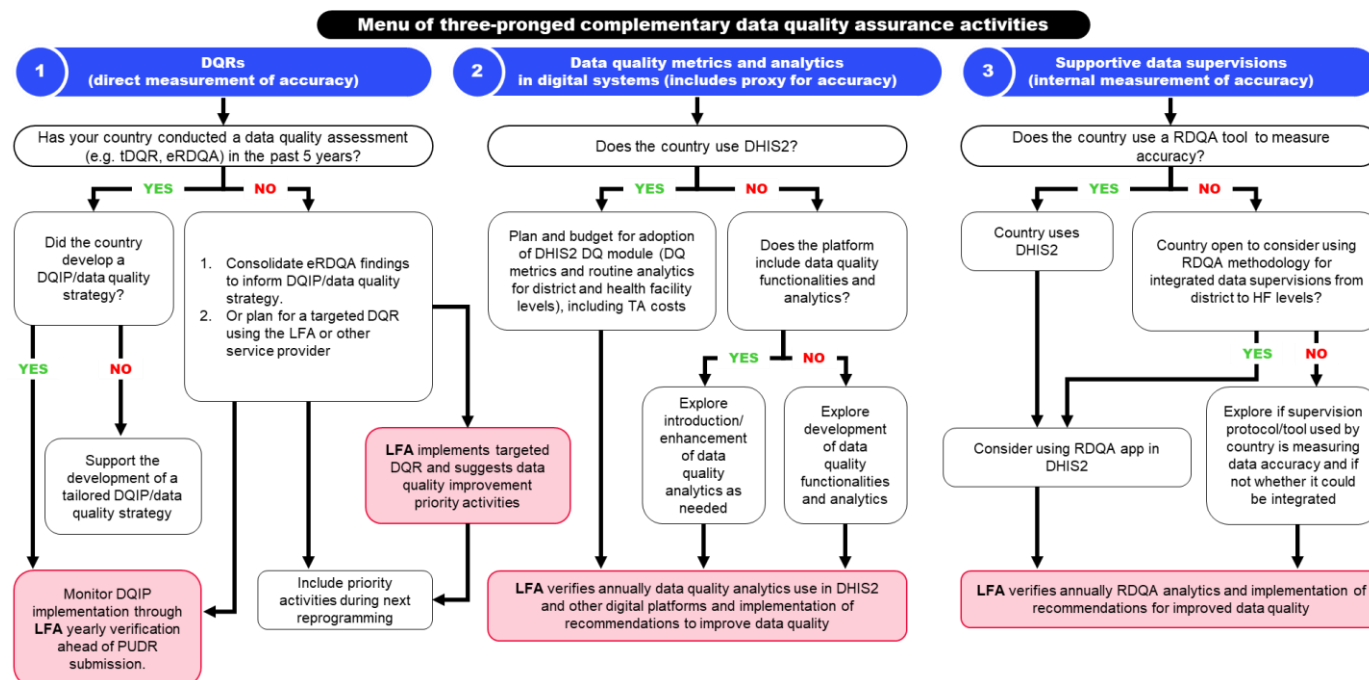 Menu of three-pronged complementary data quality assurance activities
1
DQRs
(direct measurement of accuracy)
Has your country conducted a data quality assessment
(e.g. tDQR, eRDQA) in the past 5 years?
YES
NO
Did the country
develop a
DQIP/data quality
strategy?
1. Consolidate eRDQA findings
to inform DQIP/data quality
strategy.
2. Or plan for a targeted DQR
using the LFA or other
service provider
YES
NO
Support the
development of a
tailored DQIP/data
quality strategy
LFA implements targeted
DQR and suggests data
quality improvement
priority activities
Monitor DQIP
implementation through
LFA yearly verification
ahead of PUDR
submission.
Include priority
activities during next
reprogramming
2
Data quality metrics and analytics
in digital systems (includes proxy for accuracy)
Does the country use DHIS2?
YES
NO
Plan and budget for adoption
of DHIS2 DQ module (DQ
metrics and routine analytics
for district and health facility
levels), including TA costs
Does the platform
include data quality
functionalities and
analytics?
YES
NO
Explore
introduction/
enhancement
of data quality
analytics as
needed
Explore
development
of data
quality
functionalities
and analytics
LFA verifies annually data quality analytics use in DHIS2
and other digital platforms and implementation of
recommendations to improve data quality
3
Supportive data supervisions
(internal measurement of accuracy)
Does the country use a RDQA tool to measure
accuracy?
YES
NO
Country uses
DHIS2
Country open to consider using
RDQA methodology for
integrated data supervisions from
district to HF levels?
YES
NO
Consider using RDQA app in
DHIS2
Explore if supervision
protocol/tool used by
country is measuring
data accuracy and if
not whether it could
be integrated
LFA verifies annually RDQA analytics and implementation of
recommendations for improved data quality